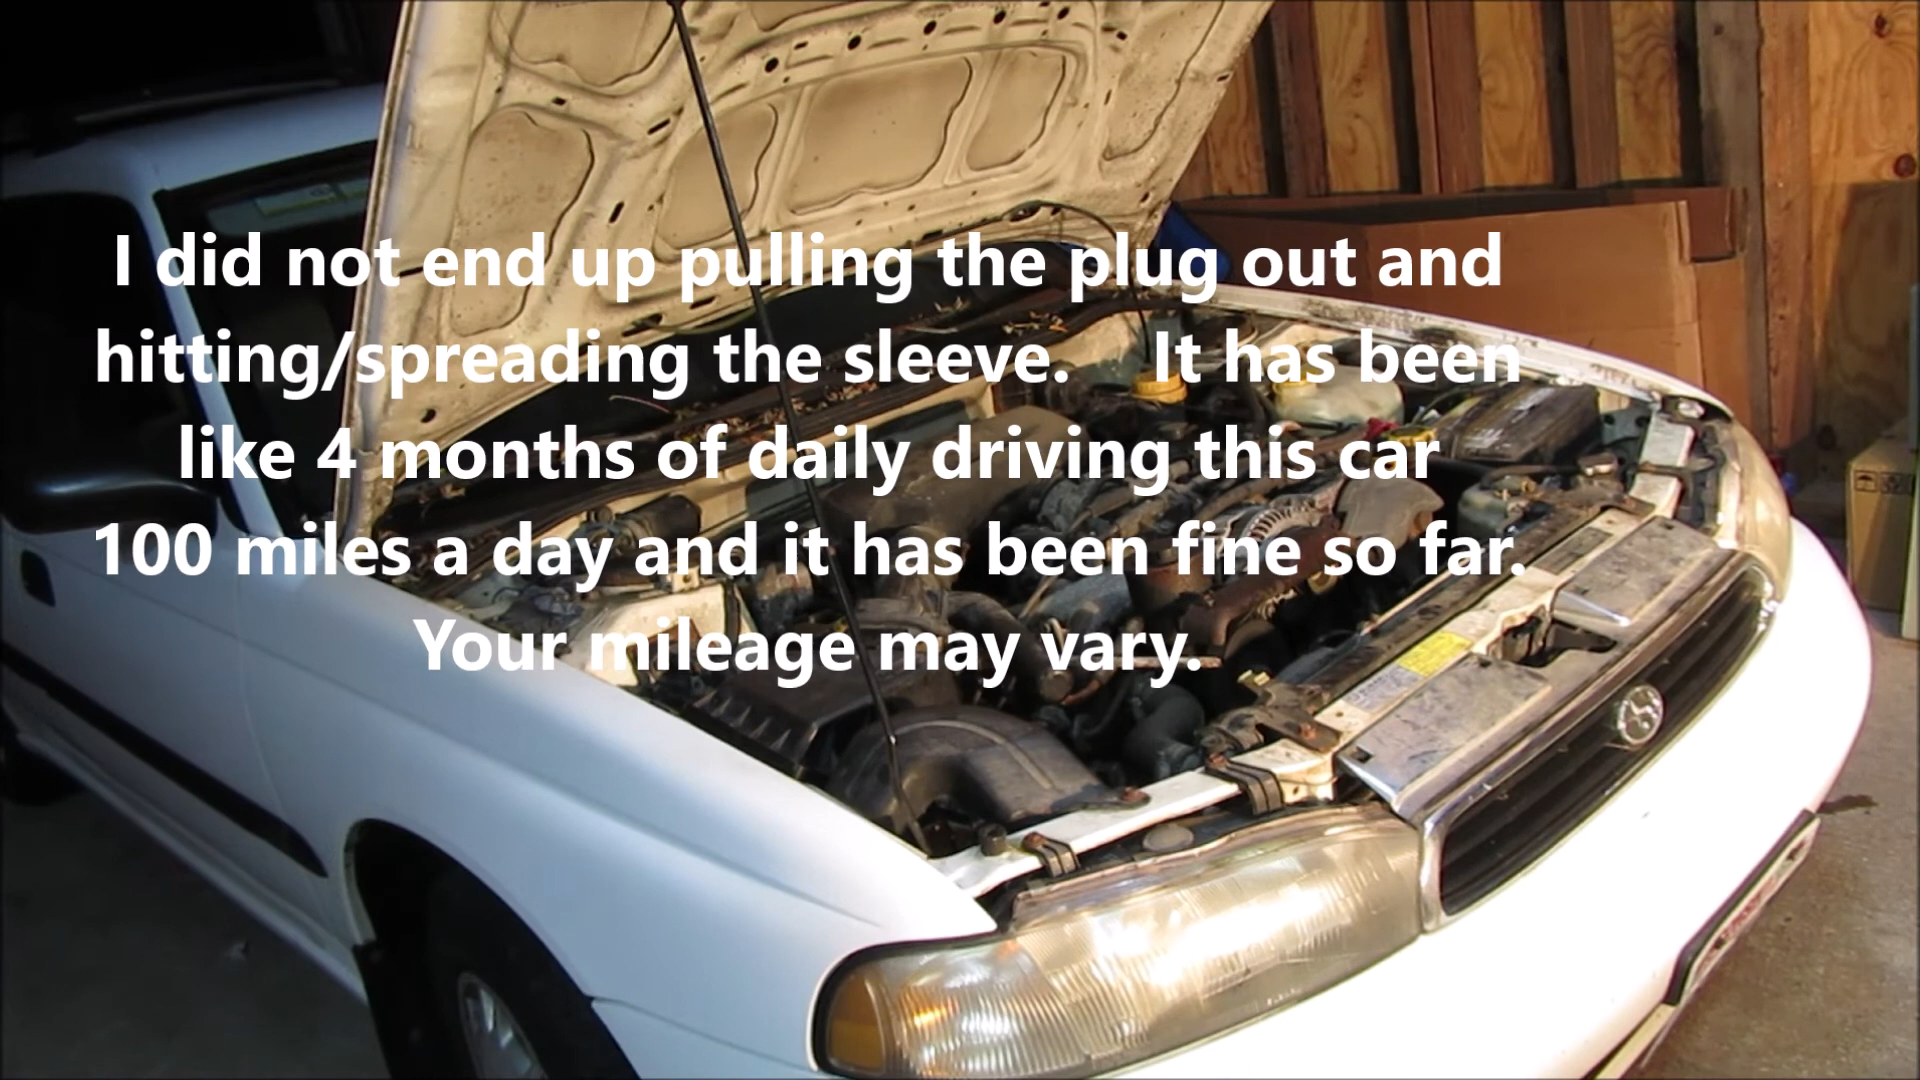 I did not end up pulling the plug out and
hitting/spreading the sleeve. It has been
like 4 months of daily driving this car
100 miles a day and it has been fine so far.
Your mileage may vary.